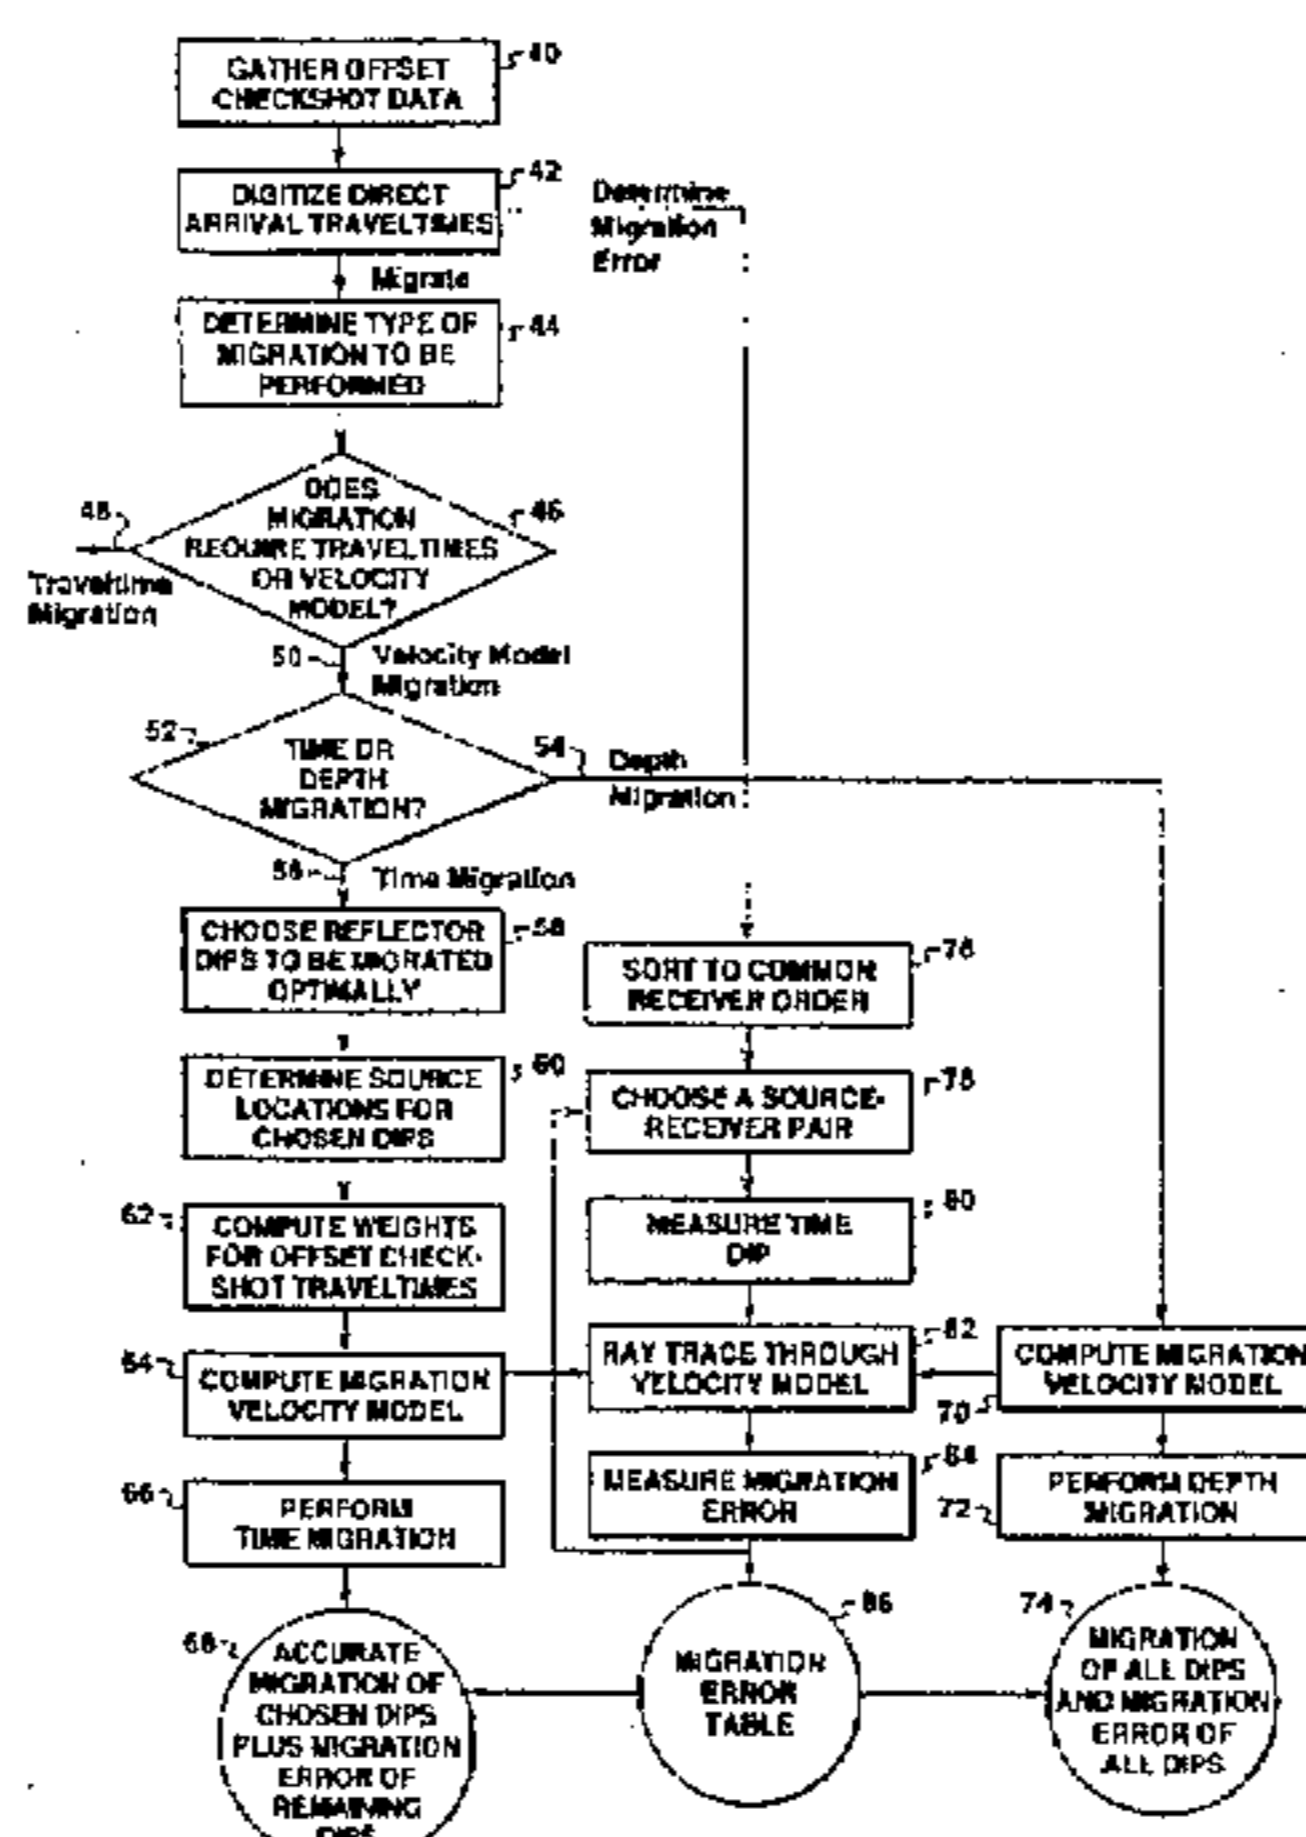 GATHER OFFSET
CHECKSHOT DATA
40
DIGITIZE DIRECT
ARRIVAL TRAVELTIMES
42
Determine
Migration
Error
Migrate
DETERMINE TYPE OF
MIGRATION TO BE
PERFORMED
44
DOES
MIGRATION
REQUIRE TRAVELTIMES
OR VELOCITY
MODEL?
46
48
Traveltime
Migration
50
Velocity Model
Migration
52
TIME OR
DEPTH
MIGRATION?
54
Depth
Migration
56
Time Migration
CHOOSE REFLECTOR
DIPS TO BE MIGRATED
OPTIMALLY
58
DETERMINE SOURCE
LOCATIONS FOR
CHOSEN DIPS
60
62
COMPUTE WEIGHTS
FOR OFFSET CHECK-
SHOT TRAVELTIMES
64
COMPUTE MIGRATION
VELOCITY MODEL
66
PERFORM
TIME MIGRATION
68
ACCURATE
MIGRATION OF
CHOSEN DIPS
PLUS MIGRATION
ERROR OF
REMAINING
DIPS
SORT TO COMMON
RECEIVER ORDER
76
CHOOSE A SOURCE-
RECEIVER PAIR
78
MEASURE TIME
DIP
80
RAY TRACE THROUGH
VELOCITY MODEL
82
MEASURE MIGRATION
ERROR
84
MIGRATION
ERROR
TABLE
86
COMPUTE MIGRATION
VELOCITY MODEL
70
PERFORM DEPTH
MIGRATION
72
74
MIGRATION
OF ALL DIPS
AND MIGRATION
ERROR OF
ALL DIPS